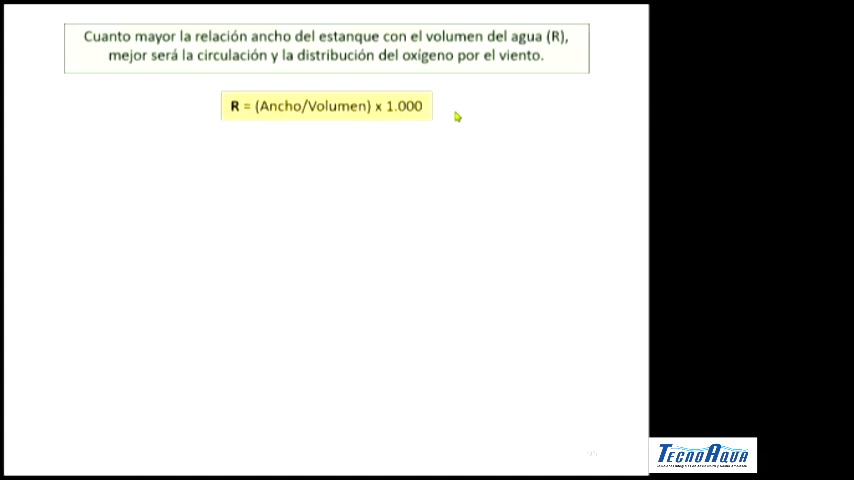 Cuanto mayor la relación ancho del estanque con el volumen del agua (R),
mejor será la circulación y la distribución del oxígeno por el viento.
R = (Ancho/Volumen) x 1.000
TECNOAQUA